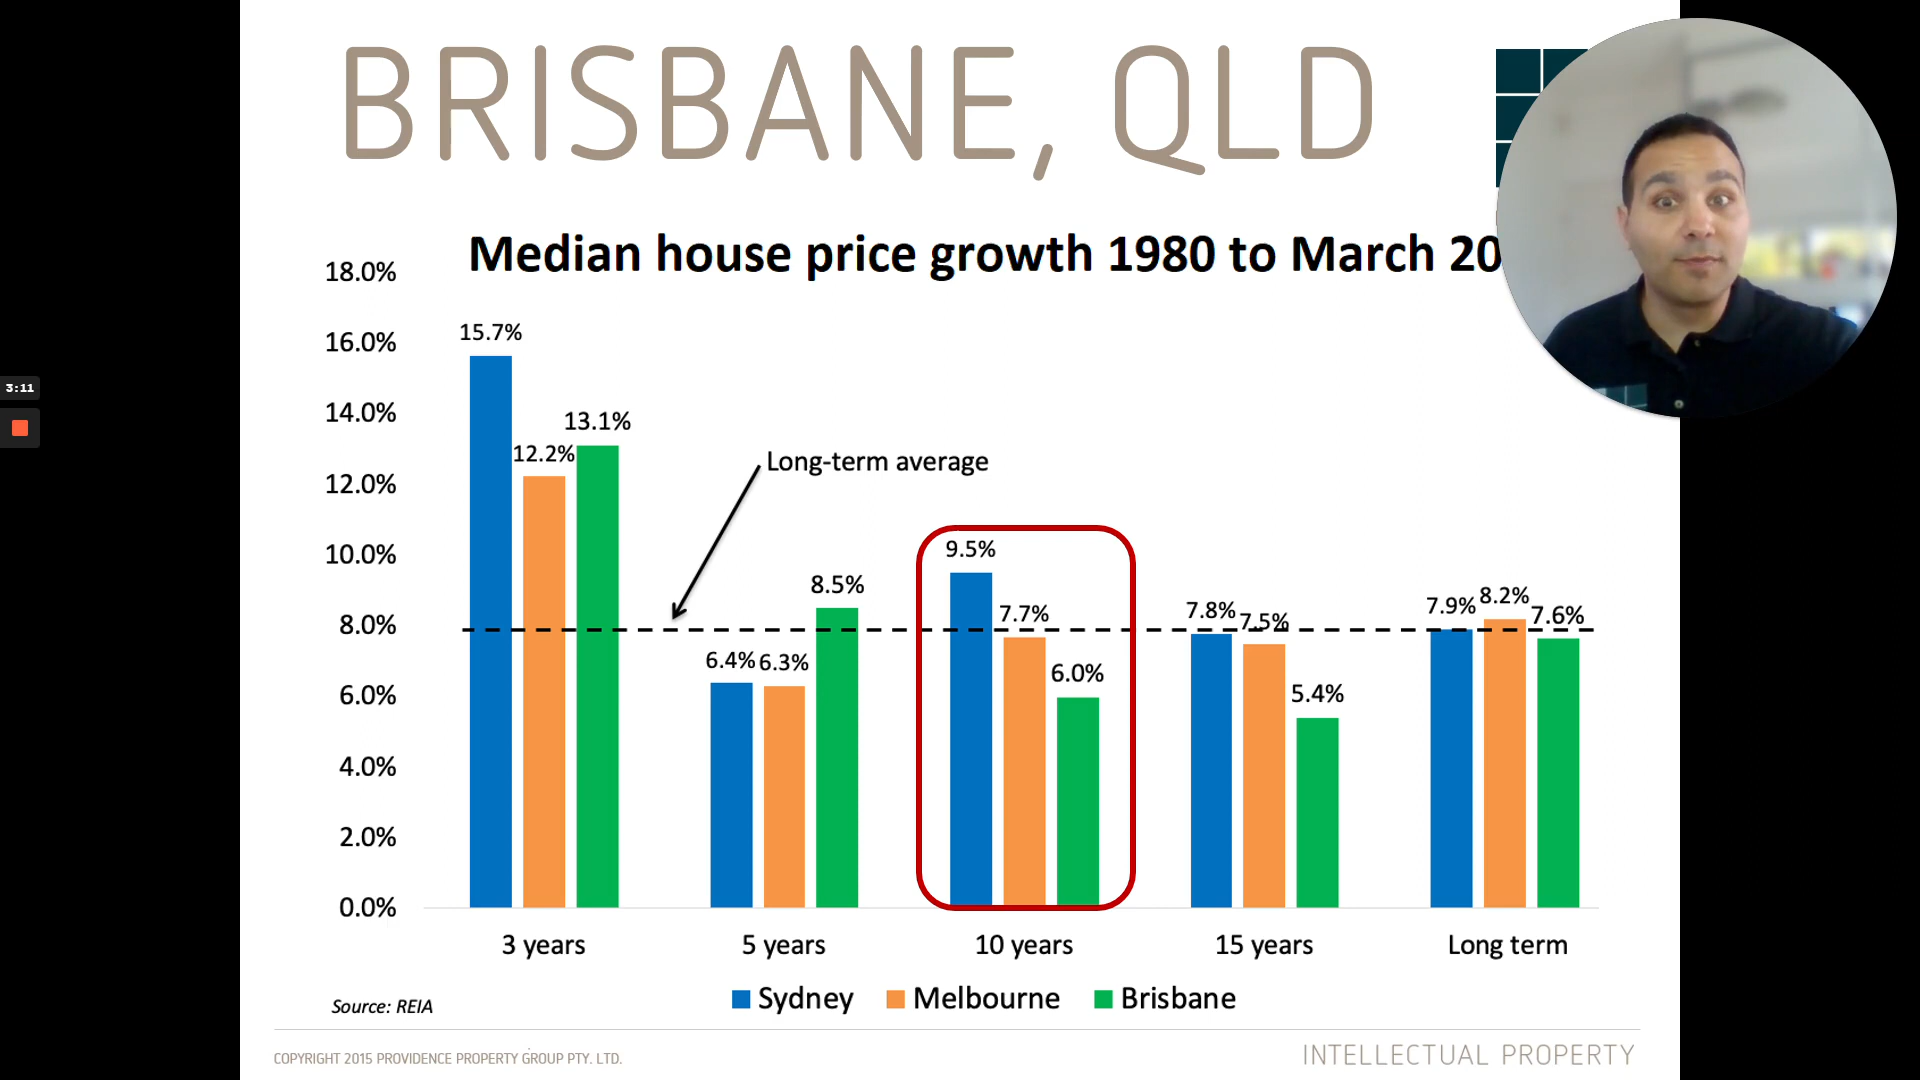 BRISBANE, QLD
Median house price growth 1980 to March 20
18.0%
16.0%
14.0%
12.0%
10.0%
8.0%
6.0%
4.0%
2.0%
0.0%
15.7%
12.2%
13.1%
Long-term average
6.4%
6.3%
8.5%
9.5%
7.7%
6.0%
7.8%
7.5%
5.4%
7.9%
8.2%
7.6%
3 years
5 years
10 years
15 years
Long term
Sydney
Melbourne
Brisbane
Source: REIA
COPYRIGHT 2015 PROVIDENCE PROPERTY GROUP PTY. LTD.
INTELLECTUAL PROPERTY
3:11